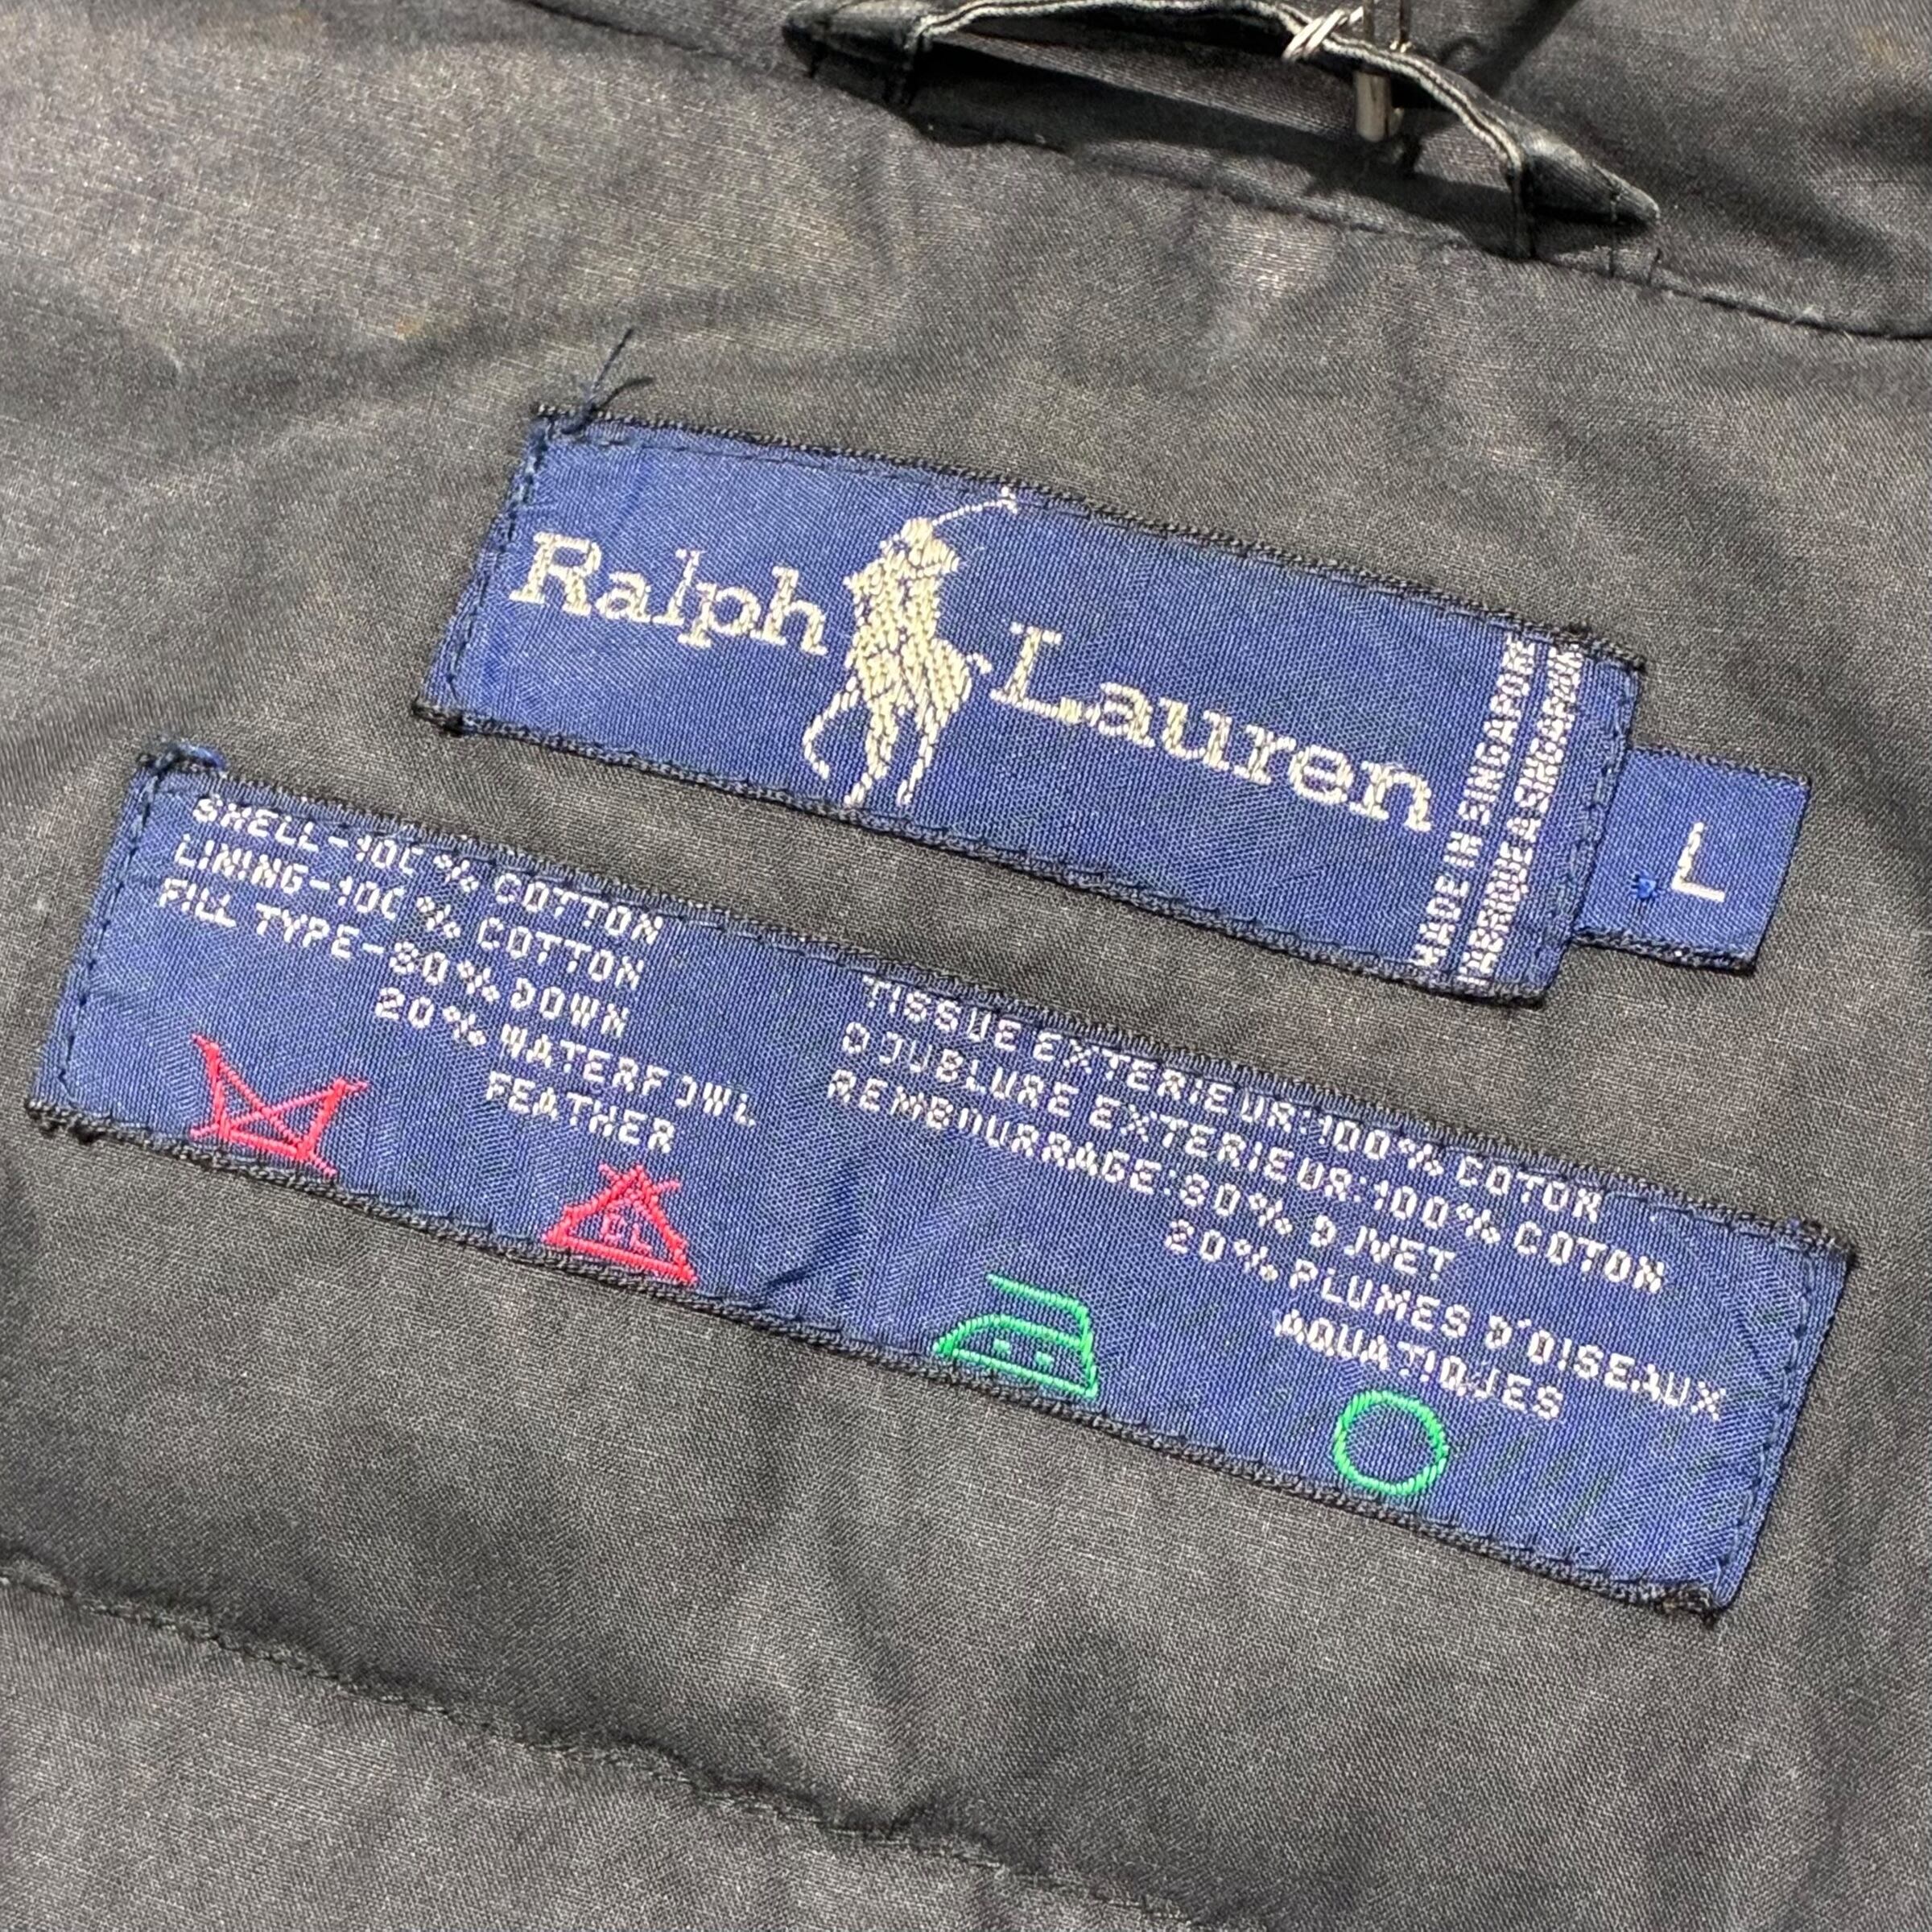 Ralph Lauren
MADE IN SINGAPORE
FABRIQUE A SINGAPOUR
L
SHELL-100% COTTON
LINING-100% COTTON
FILL TYPE-80% DOWN
20% WATERFOWL
FEATHER
CL
TISSUE EXTERIEUR:100% COTON
DOUBLURE EXTERIEUR:100% COTON
REMBOURRAGE:80% DUVET
20% PLUMES D'OISEAUX
AQUATIQUES